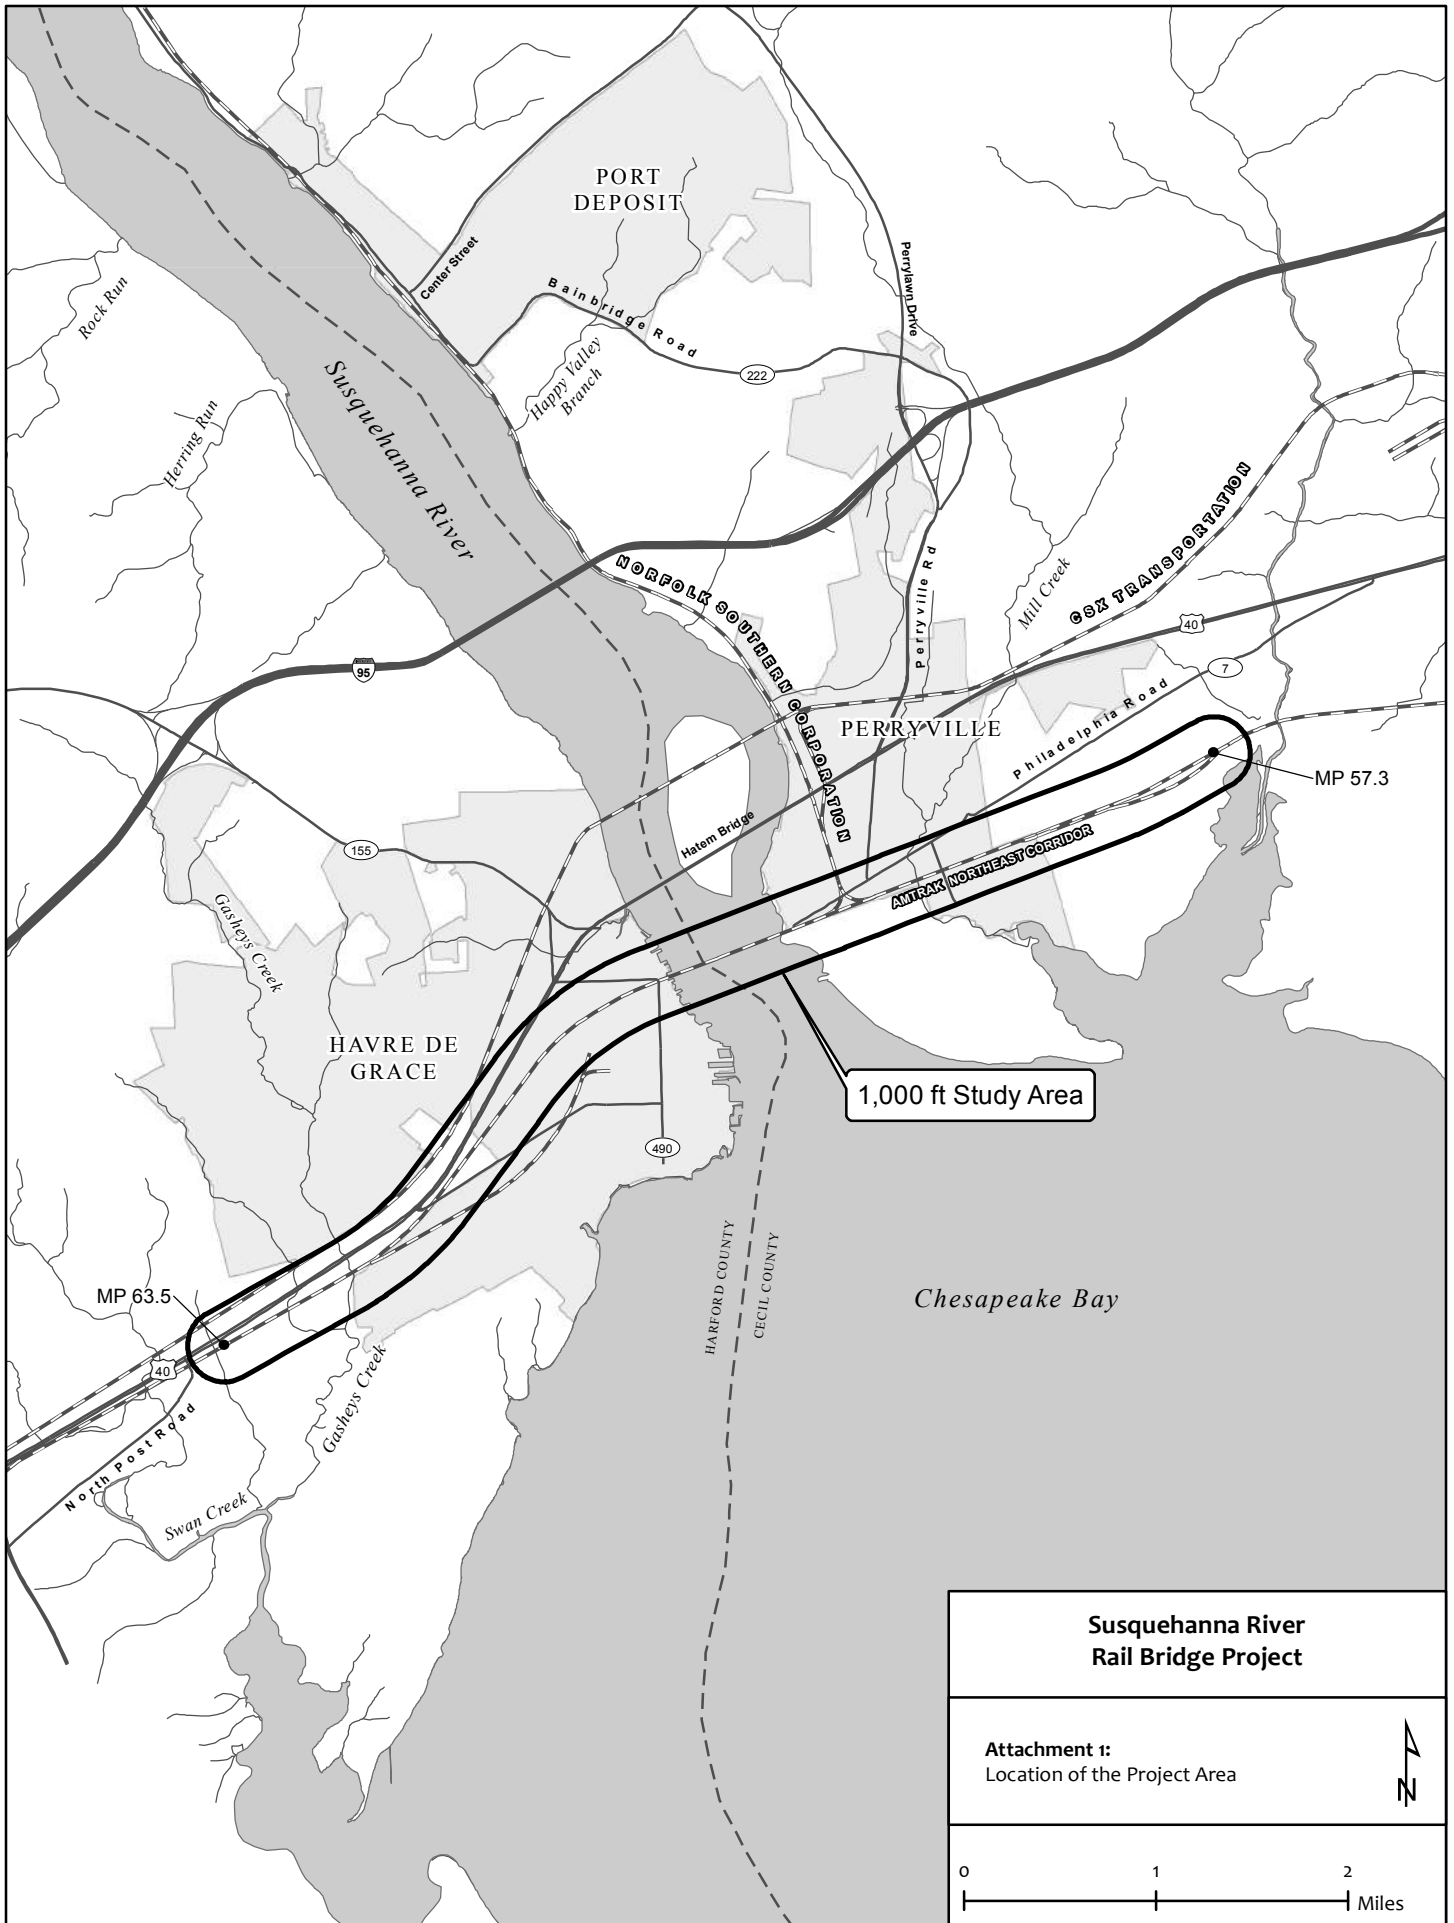 PORT
DEPOSIT
Center Street
Bainbridge Road
Perrylawn Drive
Rock Run
Happy Valley
Branch
222
Susquehanna River
Herring Run
NORFOLK SOUTHERN CORPORATION
CSX TRANSPORTATION
Perryville Rd
Mill Creek
40
95
7
PERRYVILLE
Philadelphia Road
MP 57.3
Hatem Bridge
155
AMTRAK NORTHEAST CORRIDOR
Gasheys Creek
HAVRE DE
GRACE
1,000 ft Study Area
490
HARFORD COUNTY
CECIL COUNTY
Chesapeake Bay
MP 63.5
40
Gasheys Creek
North Post Road
Swan Creek
Susquehanna River
Rail Bridge Project
Attachment 1:
Location of the Project Area
N
0 1 2
Miles